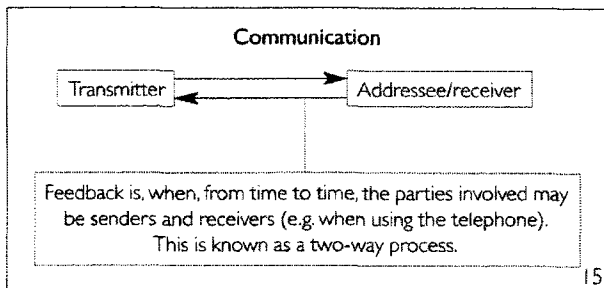 Communication
Transmitter
Addressee/receiver
Feedback is, when, from time to time, the parties involved may
be senders and receivers (e.g. when using the telephone).
This is known as a two-way process.
15